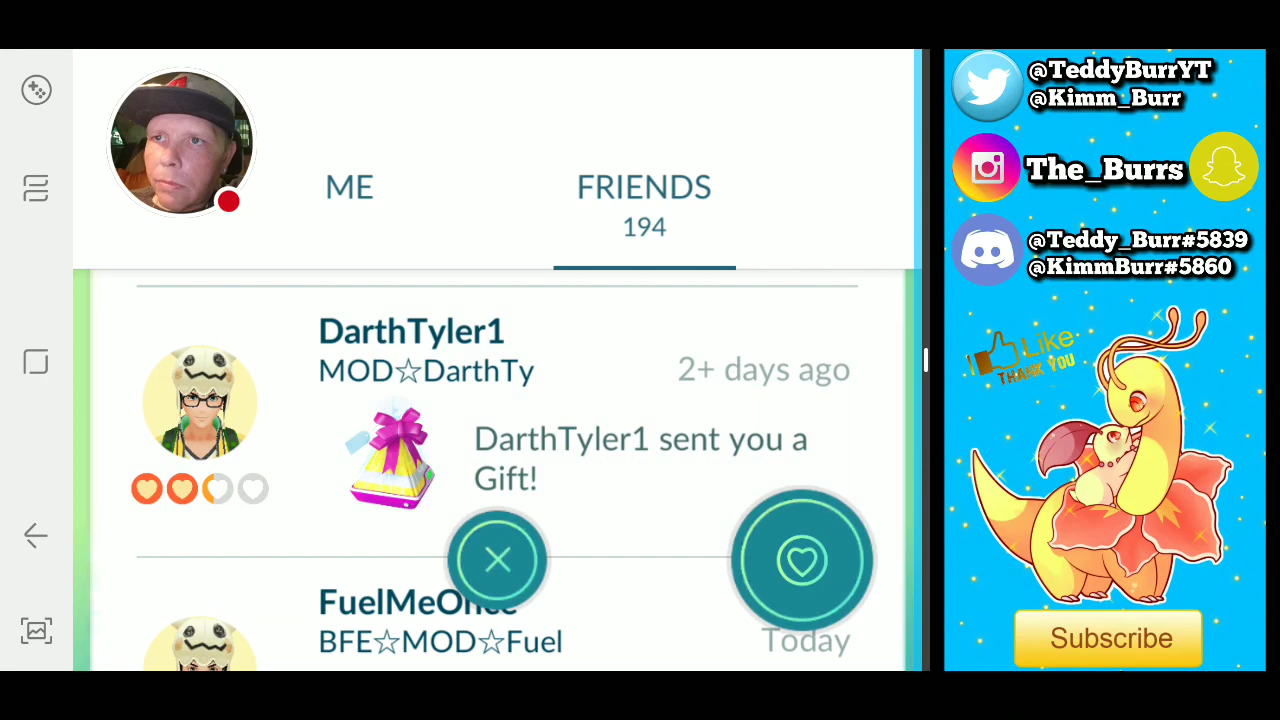 ME
FRIENDS
194
DarthTyler1
MOD☆DarthTy
2+ days ago
DarthTyler1 sent you a
Gift!
FuelMeOnce
BFE☆MOD☆Fuel
Today
@TeddyBurrYT
@Kimm_Burr
The_Burrs
@Teddy_Burr#5839
@KimmBurr#5860
Like
THANK YOU
Subscribe